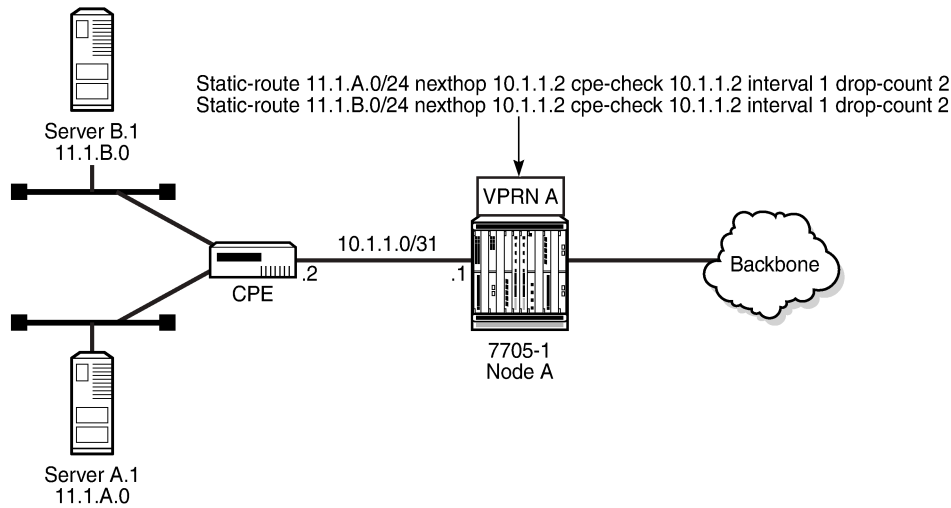 Static-route 11.1.A.0/24 nexthop 10.1.1.2 cpe-check 10.1.1.2 interval 1 drop-count 2
Static-route 11.1.B.0/24 nexthop 10.1.1.2 cpe-check 10.1.1.2 interval 1 drop-count 2
Server B.1
11.1.B.0
VPRN A
10.1.1.0/31
.2
.1
CPE
Backbone
7705-1
Node A
Server A.1
11.1.A.0